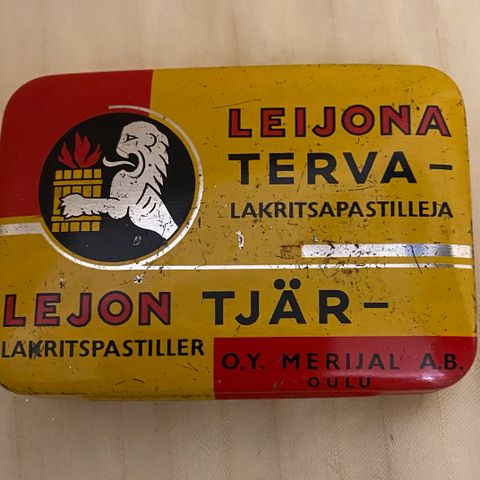 LEIJONA
TERVA-
LAKRITSAPASTILLEJA
LEJON TJÄR-
LAKRITSPASTILLER
O.Y. MERIJAL A.B.
OULU